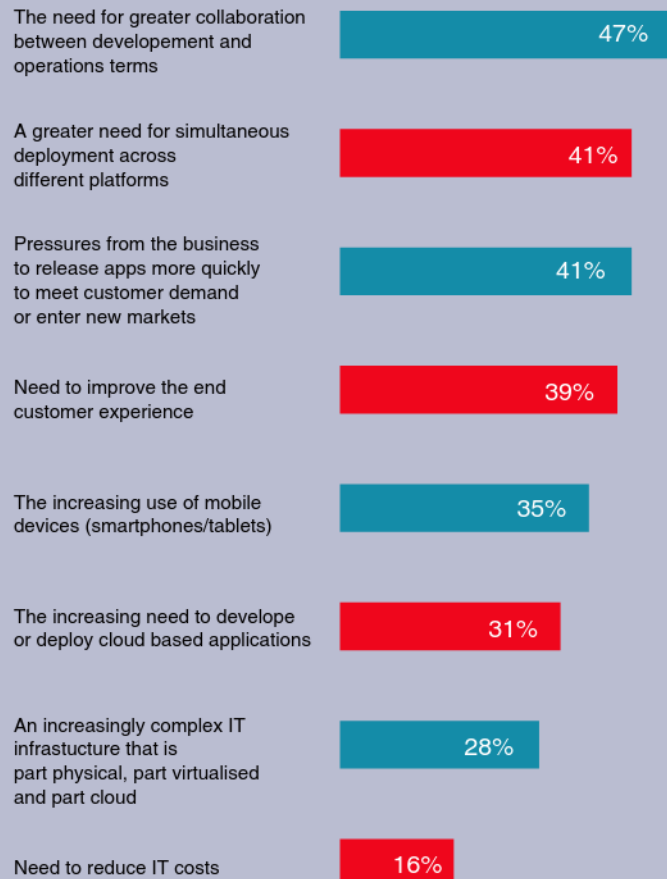 The need for greater collaboration
between developement and
operations terms
47%
A greater need for simultaneous
deployment across
different platforms
41%
Pressures from the business
to release apps more quickly
to meet customer demand
or enter new markets
41%
Need to improve the end
customer experience
39%
The increasing use of mobile
devices (smartphones/tablets)
35%
The increasing need to develope
or deploy cloud based applications
31%
An increasingly complex IT
infrastucture that is
part physical, part virtualised
and part cloud
28%
Need to reduce IT costs
16%